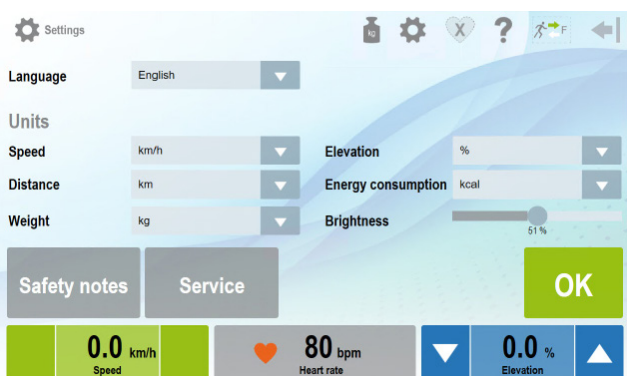 Settings
kg
X
?
F
Language English
Units
Speed km/h Elevation %
Distance km Energy consumption kcal
Weight kg Brightness
51 %
Safety notes Service OK
0.0 km/h 80 bpm 0.0 %
Speed Heart rate Elevation